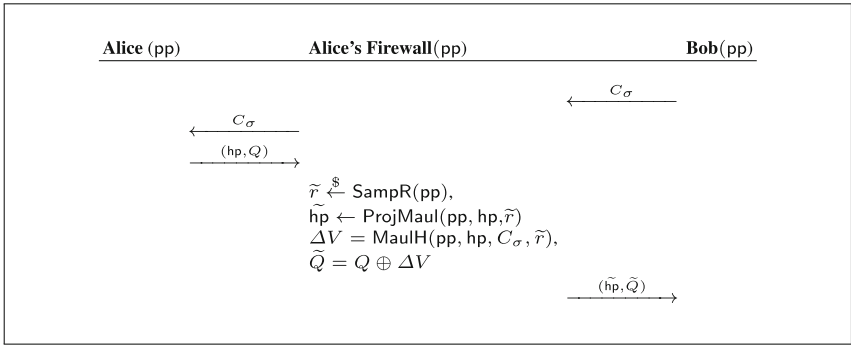 Alice (pp) Alice's Firewall(pp) Bob(pp)
C_σ
C_σ
(hp, Q)
r̃ ←$ SampR(pp),
h͠p ← ProjMaul(pp, hp,r̃)
ΔV = MaulH(pp, hp, C_σ, r̃),
Q̃ = Q ⊕ ΔV
(h͠p, Q̃)